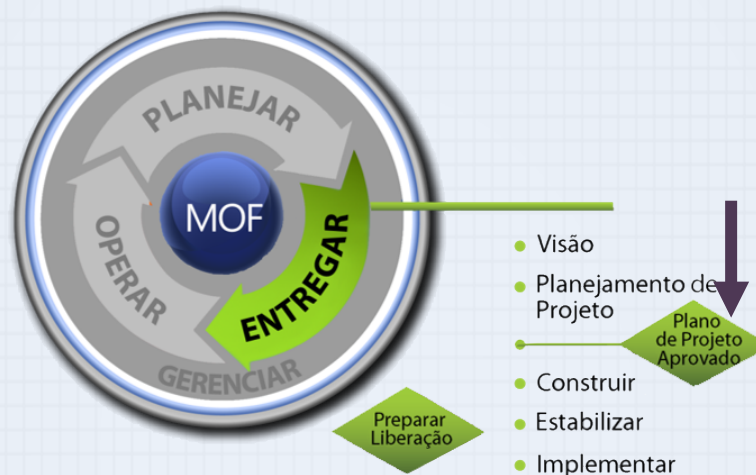 PLANEJAR
MOF
OPERAR
ENTREGAR
GERENCIAR
Visão
Planejamento de
Projeto
Plano
de Projeto
Aprovado
Construir
Estabilizar
Implementar
Preparar
Liberação